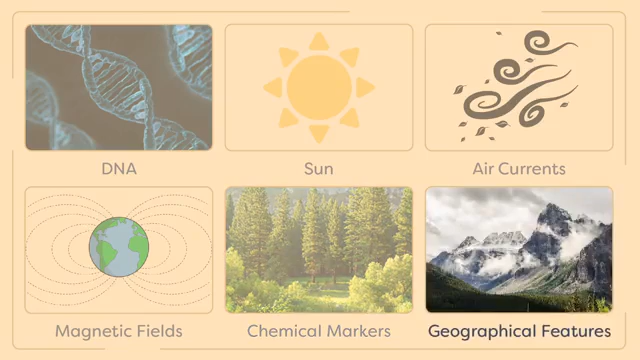 DNA
Sun
Air Currents
Magnetic Fields
Chemical Markers
Geographical Features